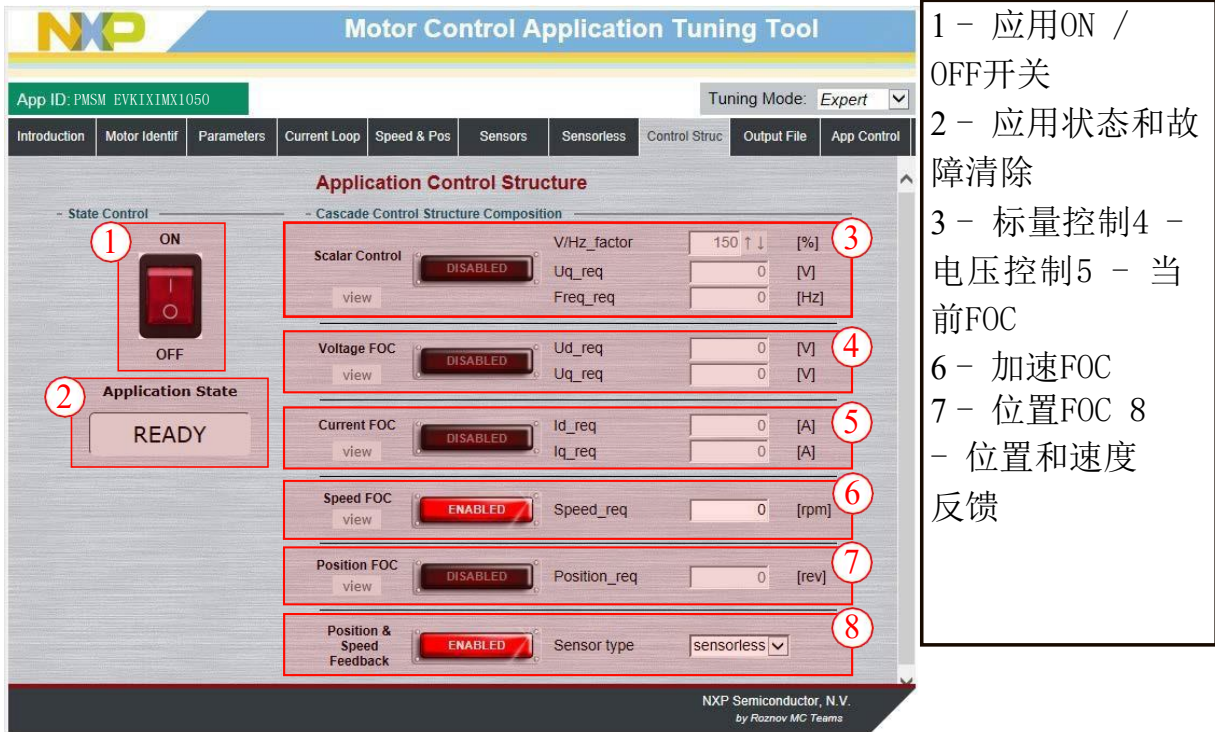 NXP
Motor Control Application Tuning Tool
App ID: PMSM EVKIXIMX1050
Tuning Mode: Expert
Introduction Motor Identif Parameters Current Loop Speed & Pos Sensors Sensorless Control Struc Output File App Control
Application Control Structure
- State Control
1
ON
I
O
OFF
2
Application State
READY
- Cascade Control Structure Composition
3
Scalar Control
view
DISABLED
V/Hz_factor 150 ↑↓ [%]
Uq_req 0 [V]
Freq_req 0 [Hz]
4
Voltage FOC
view
DISABLED
Ud_req 0 [V]
Uq_req 0 [V]
5
Current FOC
view
DISABLED
Id_req 0 [A]
Iq_req 0 [A]
6
Speed FOC
view
ENABLED
Speed_req 0 [rpm]
7
Position FOC
view
DISABLED
Position_req 0 [rev]
8
Position &
Speed
Feedback
ENABLED
Sensor type sensorless
NXP Semiconductor, N.V.
by Roznov MC Teams
1 - 应用ON /
OFF开关
2 - 应用状态和故
障清除
3 - 标量控制4 -
电压控制5 - 当
前FOC
6 - 加速FOC
7 - 位置FOC 8
- 位置和速度
反馈